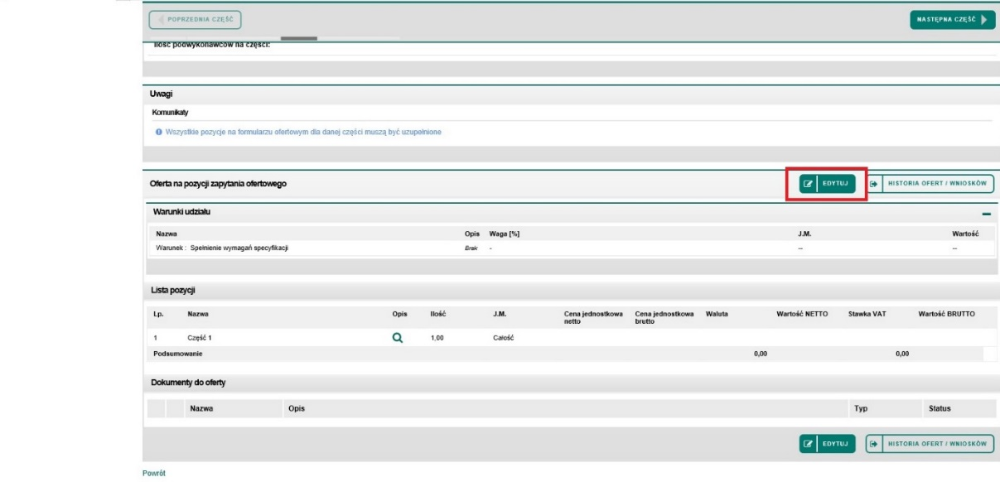 POPRZEDNIA CZĘŚĆ
NASTĘPNA CZĘŚĆ
Ilość podwykonawców na części:
Uwagi
Komunikaty
Wszystkie pozycje na formularzu ofertowym dla danej części muszą być uzupełnione
Oferta na pozycji zapytania ofertowego
EDYTUJ
HISTORIA OFERT / WNIOSKÓW
Warunki udziału
Nazwa Opis Waga [%] J.M. Wartość
Warunek : Spełnienie wymagań specyfikacji Brak - -- --
Lista pozycji
Lp. Nazwa Opis Ilość J.M. Cena jednostkowa netto Cena jednostkowa brutto Waluta Wartość NETTO Stawka VAT Wartość BRUTTO
1 Część 1 1,00 Całość
Podsumowanie 0,00 0,00
Dokumenty do oferty
Nazwa Opis Typ Status
EDYTUJ
HISTORIA OFERT / WNIOSKÓW
Powrót